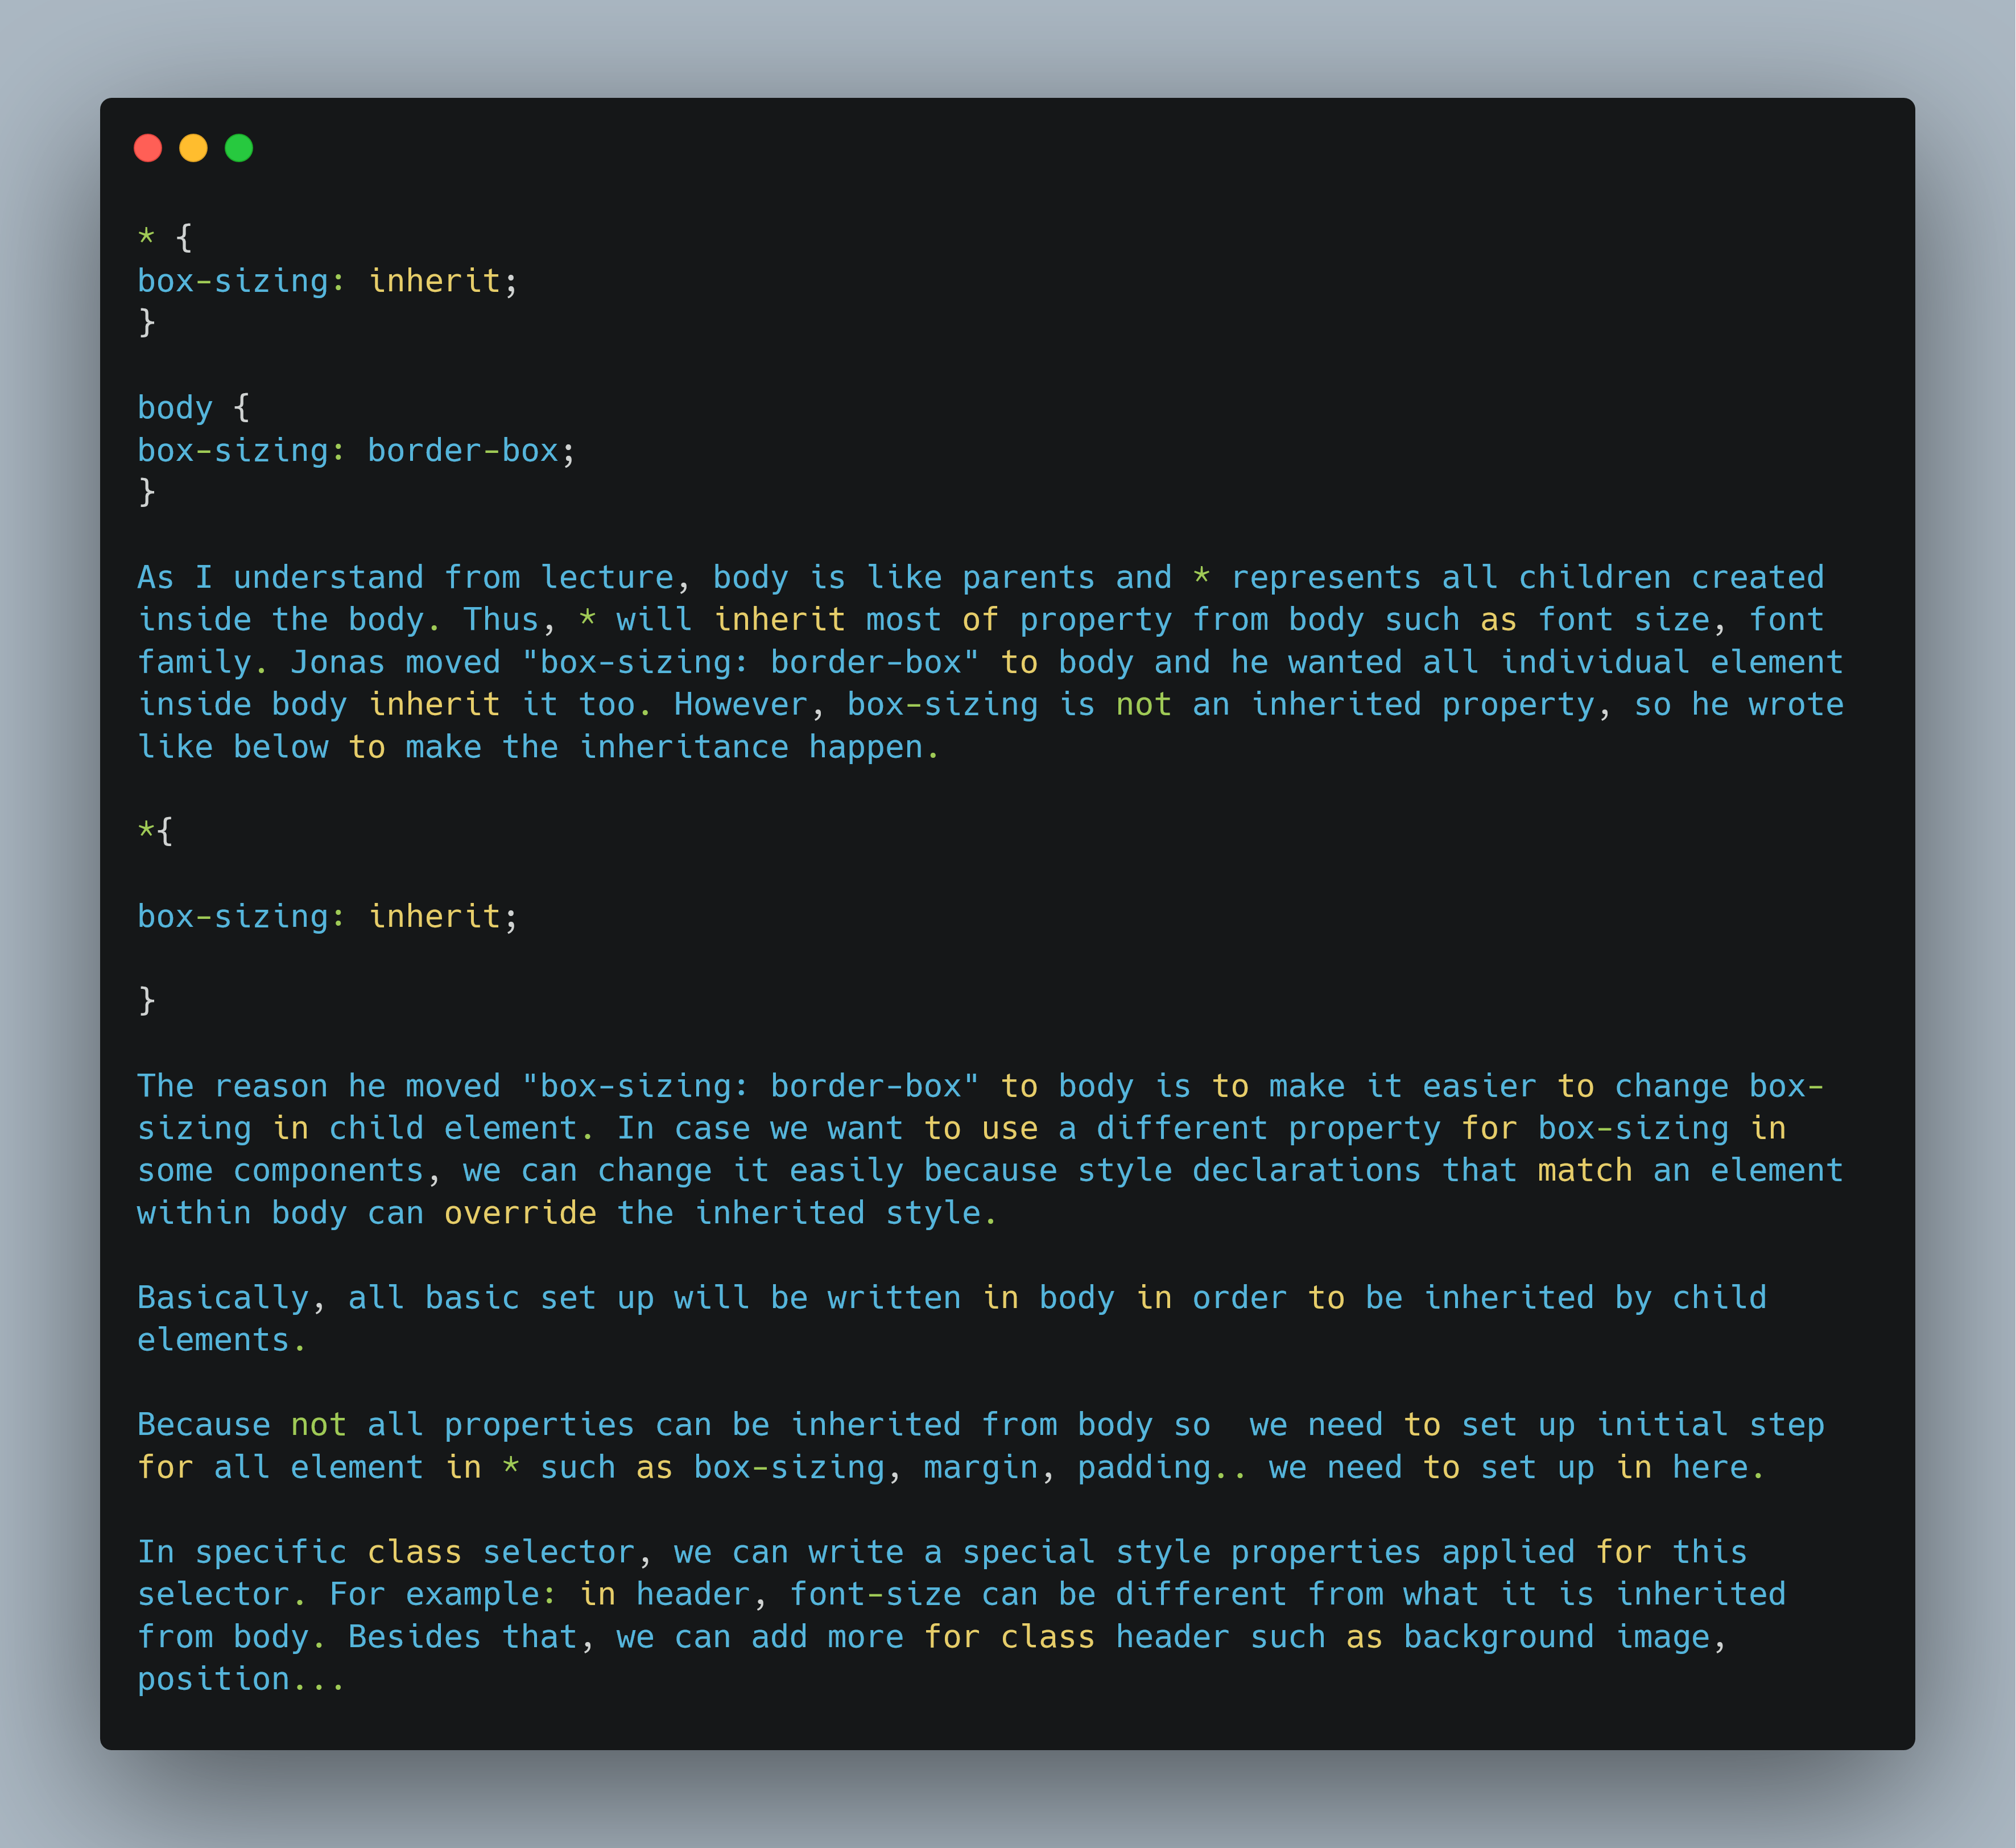 * {
box-sizing: inherit;
}
body {
box-sizing: border-box;
}
As I understand from lecture, body is like parents and * represents all children created
inside the body. Thus, * will inherit most of property from body such as font size, font
family. Jonas moved "box-sizing: border-box" to body and he wanted all individual element
inside body inherit it too. However, box-sizing is not an inherited property, so he wrote
like below to make the inheritance happen.
*{
box-sizing: inherit;
}
The reason he moved "box-sizing: border-box" to body is to make it easier to change box-
sizing in child element. In case we want to use a different property for box-sizing in
some components, we can change it easily because style declarations that match an element
within body can override the inherited style.
Basically, all basic set up will be written in body in order to be inherited by child
elements.
Because not all properties can be inherited from body so  we need to set up initial step
for all element in * such as box-sizing, margin, padding.. we need to set up in here.
In specific class selector, we can write a special style properties applied for this
selector. For example: in header, font-size can be different from what it is inherited
from body. Besides that, we can add more for class header such as background image,
position...